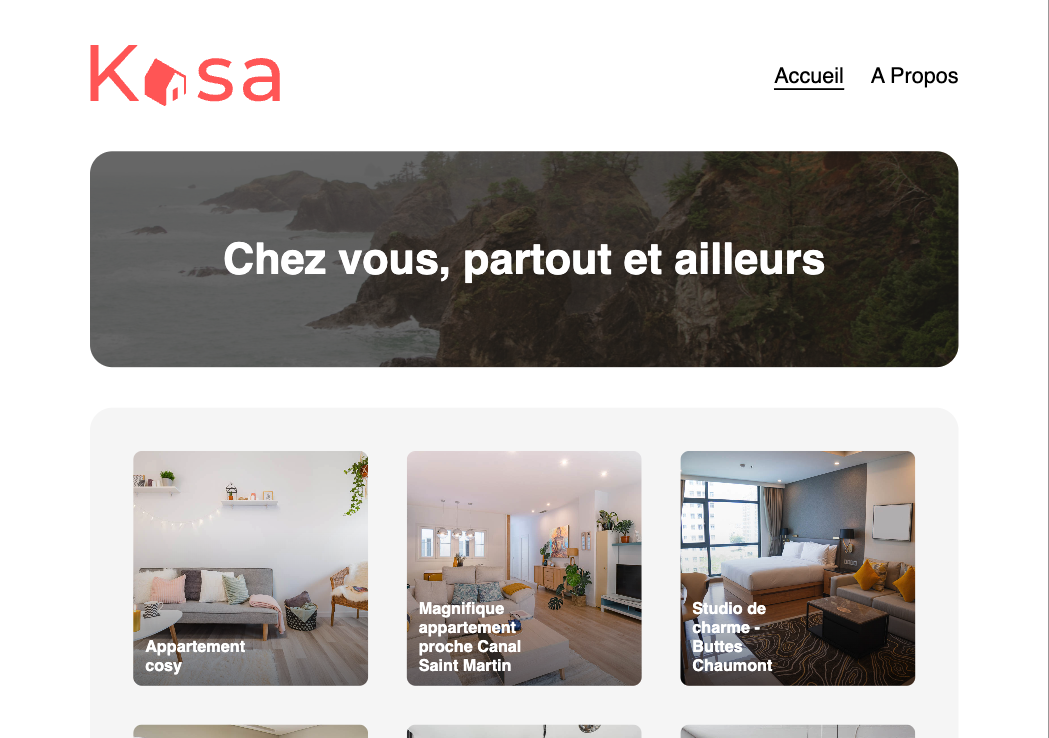 Kasa
Accueil
A Propos
Chez vous, partout et ailleurs
Appartement
cosy
Magnifique
appartement
proche Canal
Saint Martin
Studio de
charme -
Buttes
Chaumont